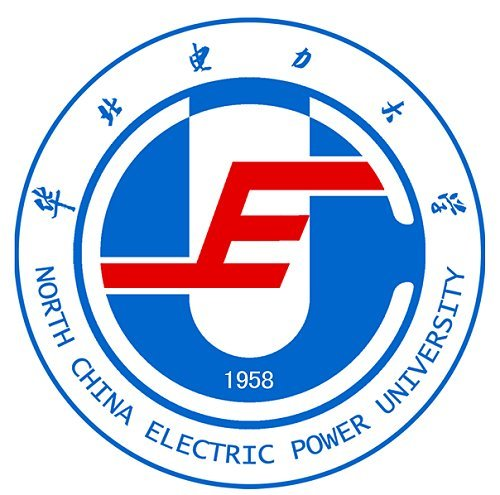 华北电力大学
E
1958
NORTH CHINA ELECTRIC POWER UNIVERSITY